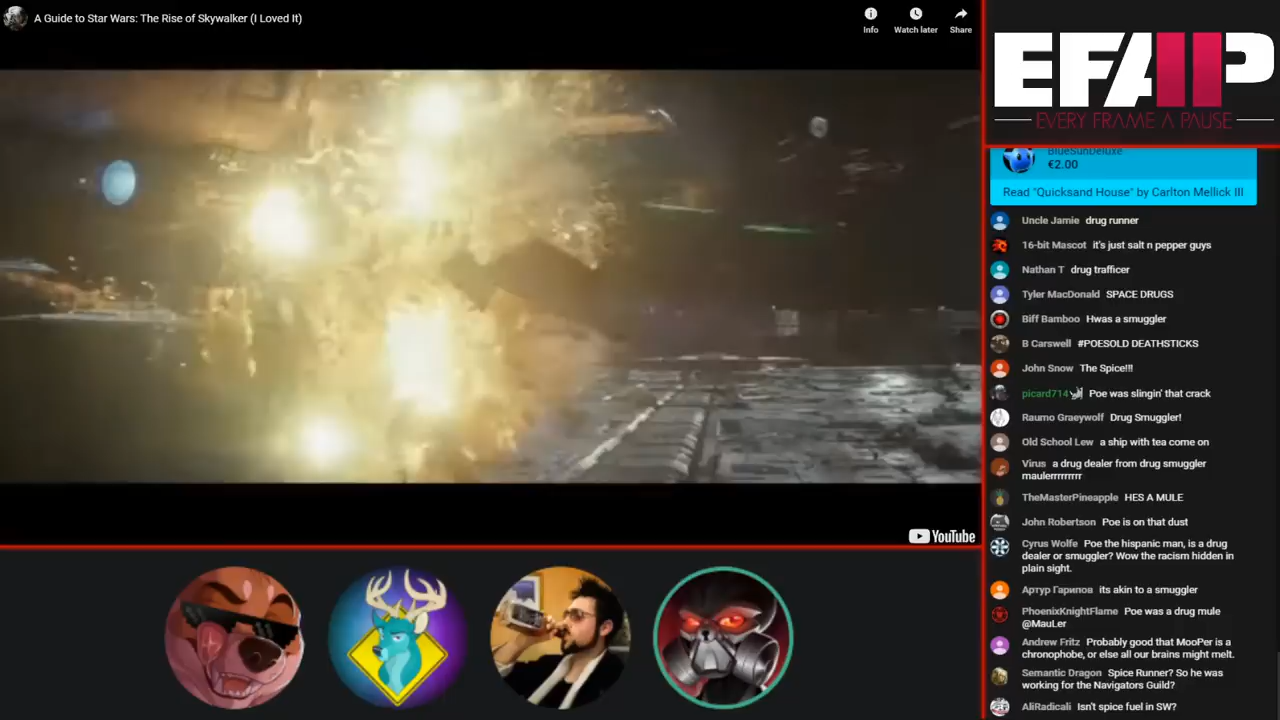 A Guide to Star Wars: The Rise of Skywalker (I Loved It)
Info
Watch later
Share
YouTube
EFAP
EVERY FRAME A PAUSE
BlueSunDeluxe
€2.00
Read "Quicksand House" by Carlton Mellick III
Uncle Jamie drug runner
16-bit Mascot it's just salt n pepper guys
Nathan T drug trafficer
Tyler MacDonald SPACE DRUGS
Biff Bamboo Hwas a smuggler
B Carswell #POESOLD DEATHSTICKS
John Snow The Spice!!!
picard714 Poe was slingin' that crack
Raumo Graeywolf Drug Smuggler!
Old School Lew a ship with tea come on
Virus a drug dealer from drug smuggler
maulerrrrrrrr
TheMasterPineapple HES A MULE
John Robertson Poe is on that dust
Cyrus Wolfe Poe the hispanic man, is a drug
dealer or smuggler? Wow the racism hidden in
plain sight.
Артур Гарипов its akin to a smuggler
PhoenixKnightFlame Poe was a drug mule
@MauLer
Andrew Fritz Probably good that MooPer is a
chronophobe, or else all our brains might melt.
Semantic Dragon Spice Runner? So he was
working for the Navigators Guild?
AliRadicali Isn't spice fuel in SW?